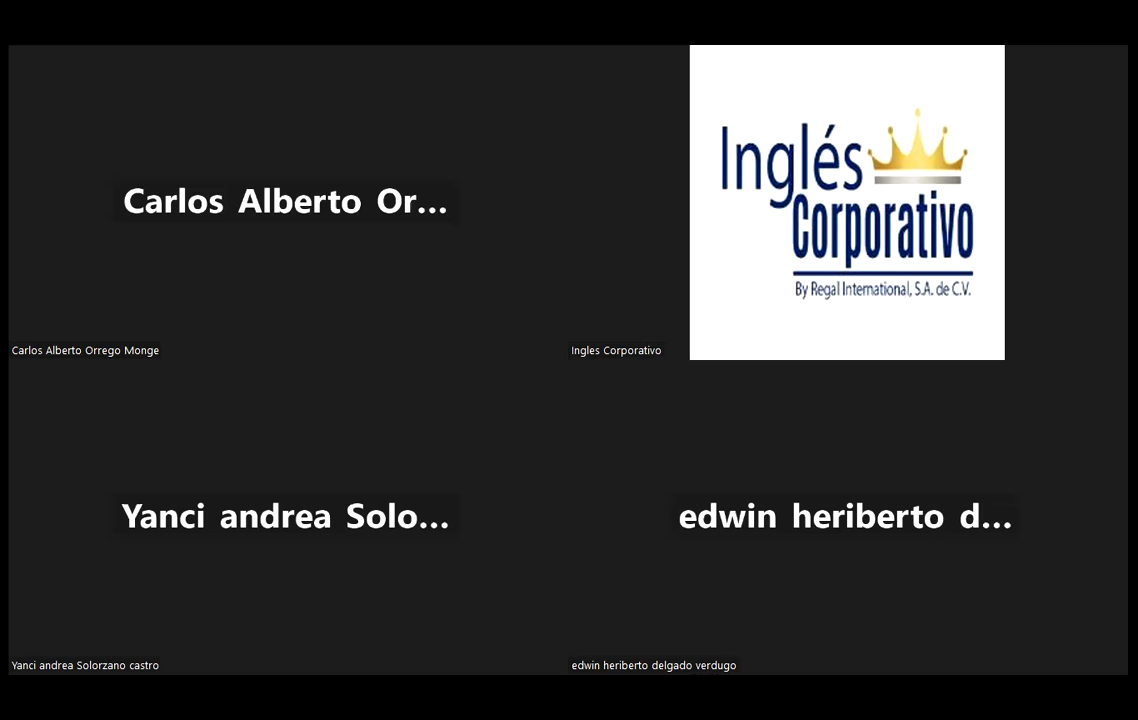 Carlos Alberto Or...
Carlos Alberto Orrego Monge
Inglés
Corporativo
By Regal International, S.A. de C.V.
Ingles Corporativo
Yanci andrea Solo...
Yanci andrea Solorzano castro
edwin heriberto d...
edwin heriberto delgado verdugo